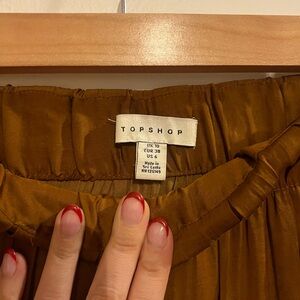 TOPSHOP
UK 10
EUR 38
US 6
Made in
Sri Lanka